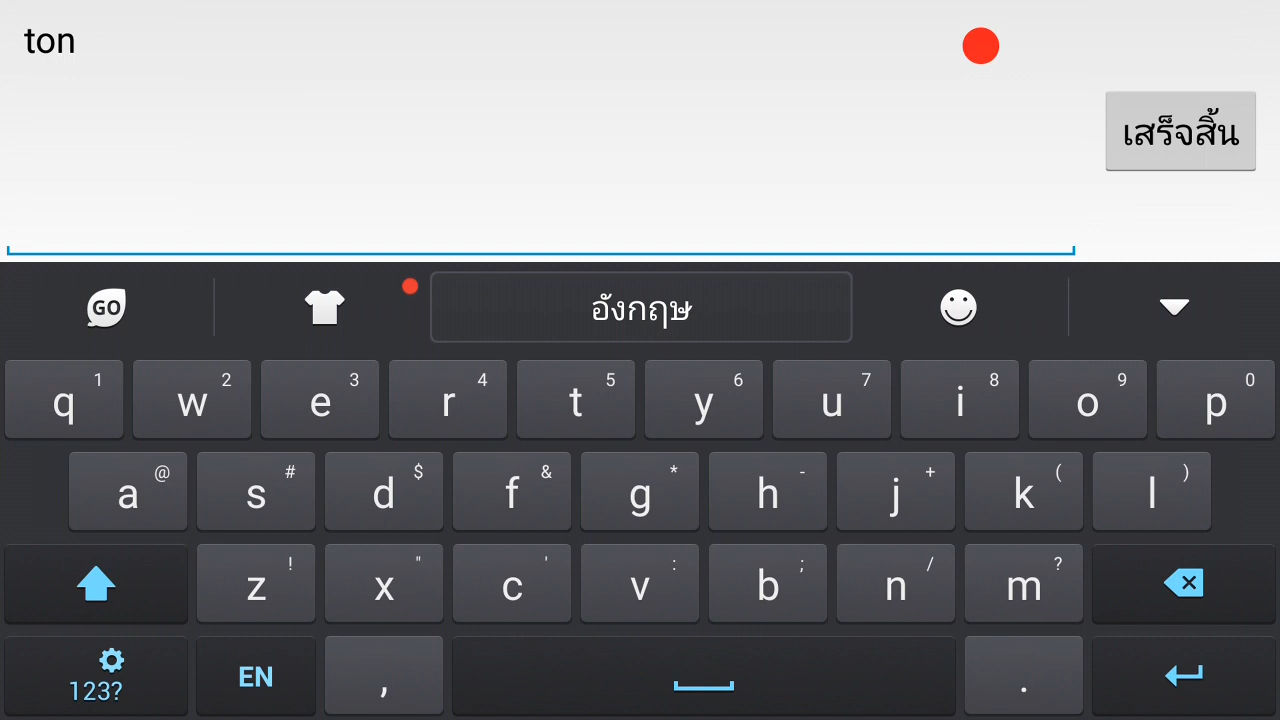 ton
เสร็จสิ้น
GO
อังกฤษ
q 1 w 2 e 3 r 4 t 5 y 6 u 7 i 8 o 9 p 0
a @ s # d $ f & g * h - j + k ( l )
z ! x " c ' v : b ; n / m ?
123? EN , .